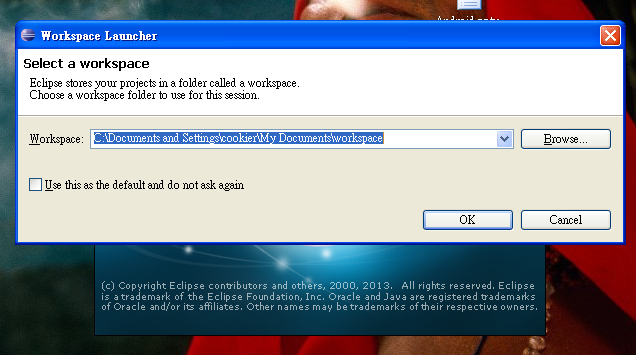 Workspace Launcher
Select a workspace
Eclipse stores your projects in a folder called a workspace.
Choose a workspace folder to use for this session.
Workspace: C:\Documents and Settings\cookier\My Documents\workspace Browse...
Use this as the default and do not ask again
OK Cancel
(c) Copyright Eclipse contributors and others, 2000, 2013. All rights reserved. Eclipse
is a trademark of the Eclipse Foundation, Inc. Oracle and Java are registered trademarks
of Oracle and/or its affiliates. Other names may be trademarks of their respective owners.